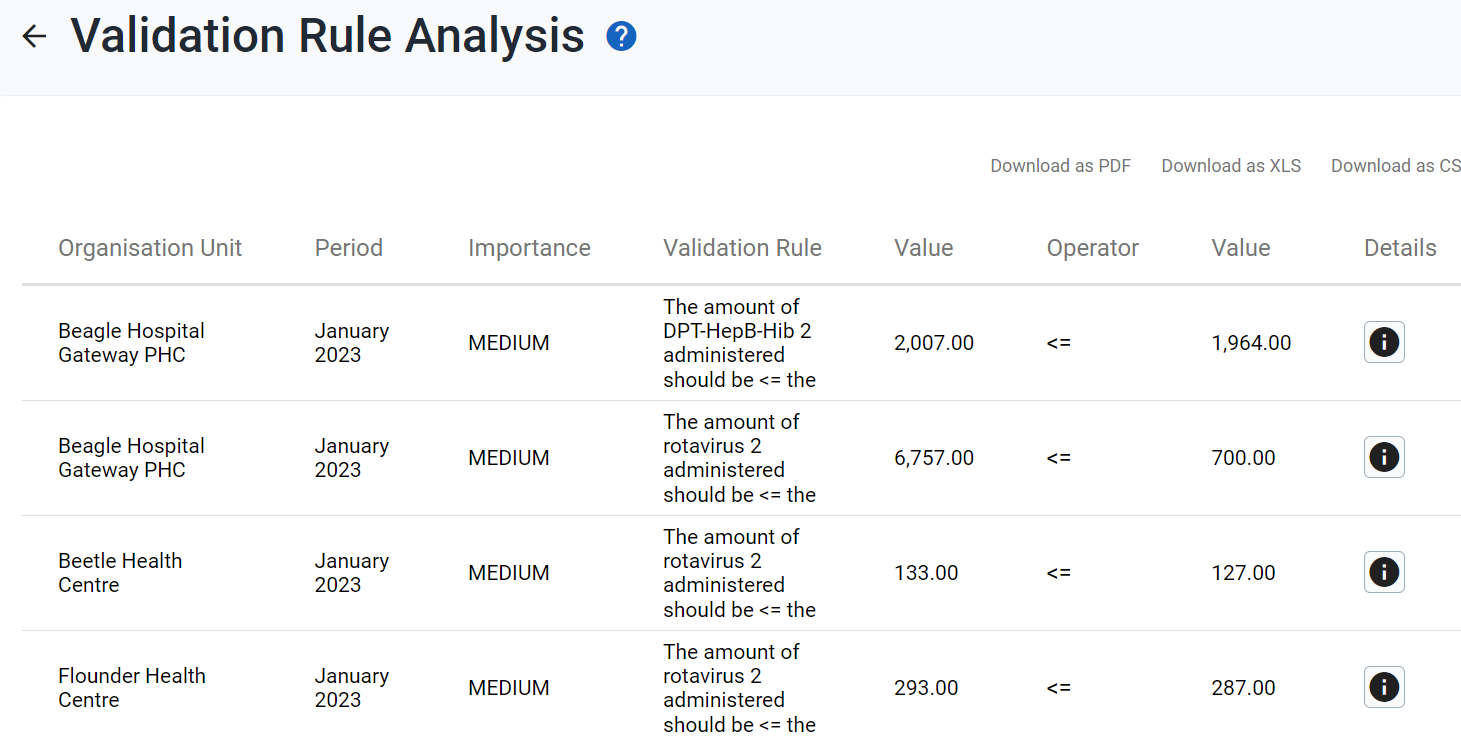 Validation Rule Analysis ?
Download as PDF Download as XLS Download as CS
Organisation Unit Period Importance Validation Rule Value Operator Value Details
Beagle Hospital
Gateway PHC
January
2023
MEDIUM
The amount of
DPT-HepB-Hib 2
administered
should be <= the
2,007.00
<=
1,964.00
Beagle Hospital
Gateway PHC
January
2023
MEDIUM
The amount of
rotavirus 2
administered
should be <= the
6,757.00
<=
700.00
Beetle Health
Centre
January
2023
MEDIUM
The amount of
rotavirus 2
administered
should be <= the
133.00
<=
127.00
Flounder Health
Centre
January
2023
MEDIUM
The amount of
rotavirus 2
administered
should be <= the
293.00
<=
287.00